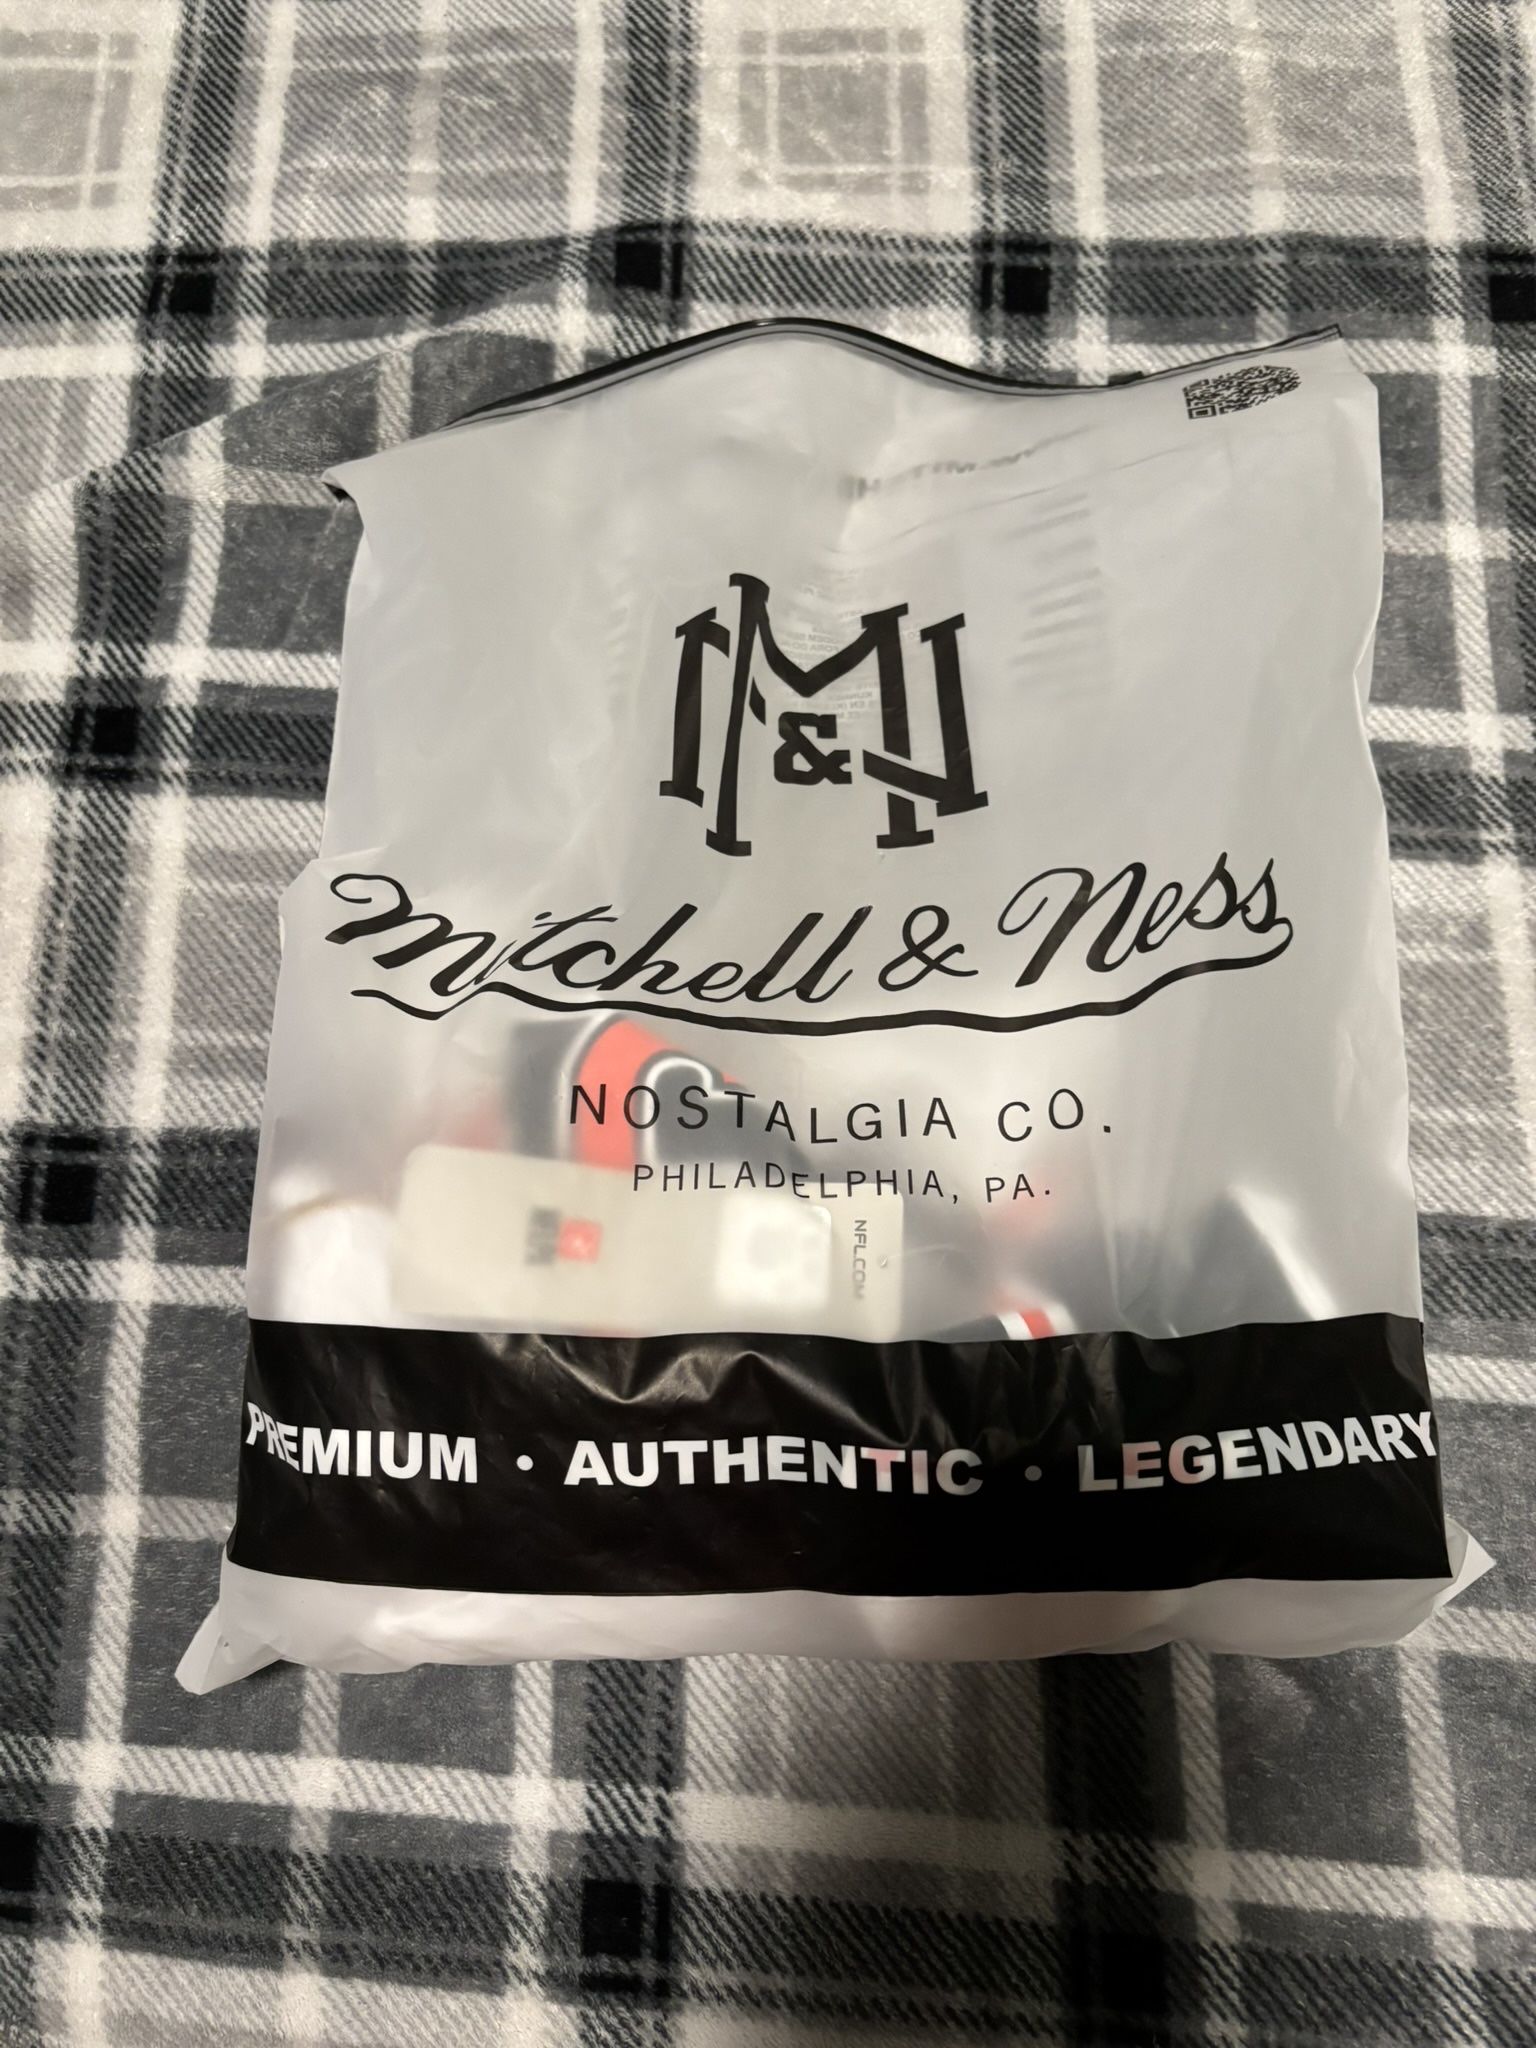 M&N
Mitchell & Ness
NOSTALGIA CO.
PHILADELPHIA, PA.
NFL.COM
PREMIUM • AUTHENTIC • LEGENDARY